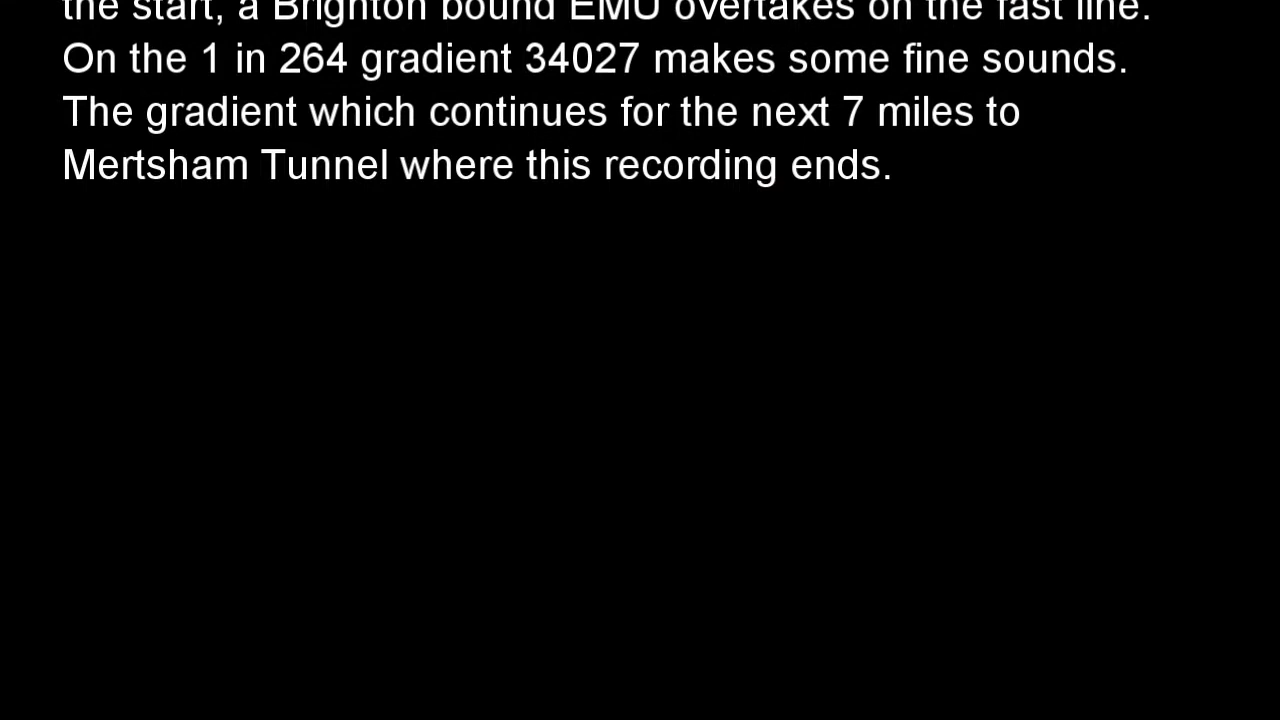 the start, a Brighton bound EMU overtakes on the fast line.
On the 1 in 264 gradient 34027 makes some fine sounds.
The gradient which continues for the next 7 miles to
Mertsham Tunnel where this recording ends.